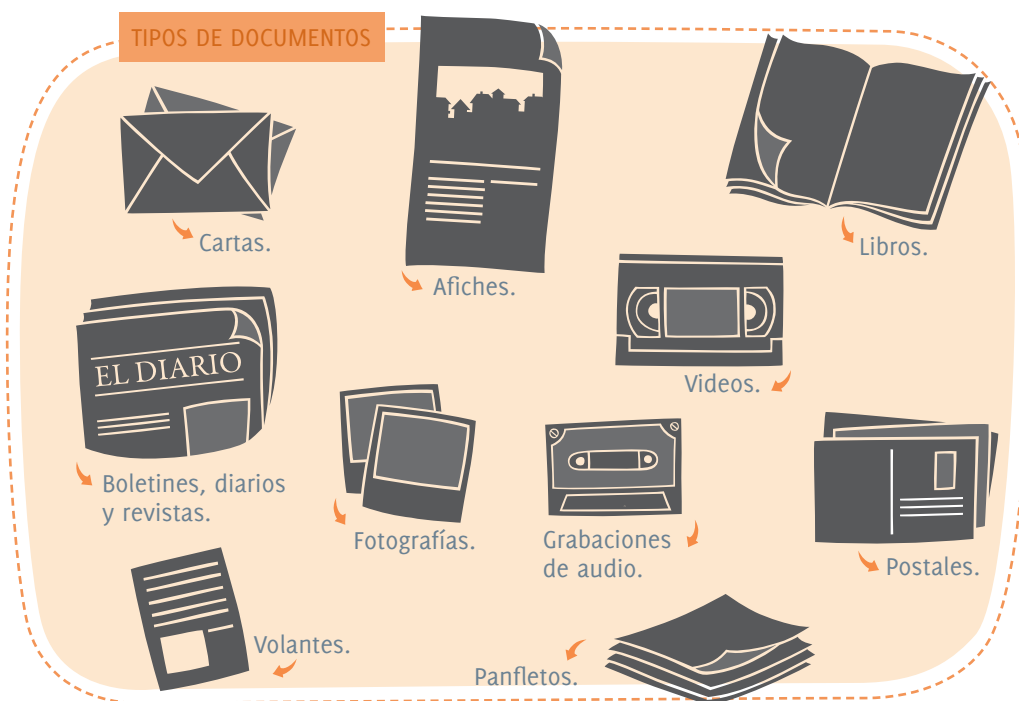 TIPOS DE DOCUMENTOS
Cartas.
Afiches.
Libros.
EL DIARIO
Videos.
Boletines, diarios
y revistas.
Fotografías.
Grabaciones
de audio.
Postales.
Volantes.
Panfletos.